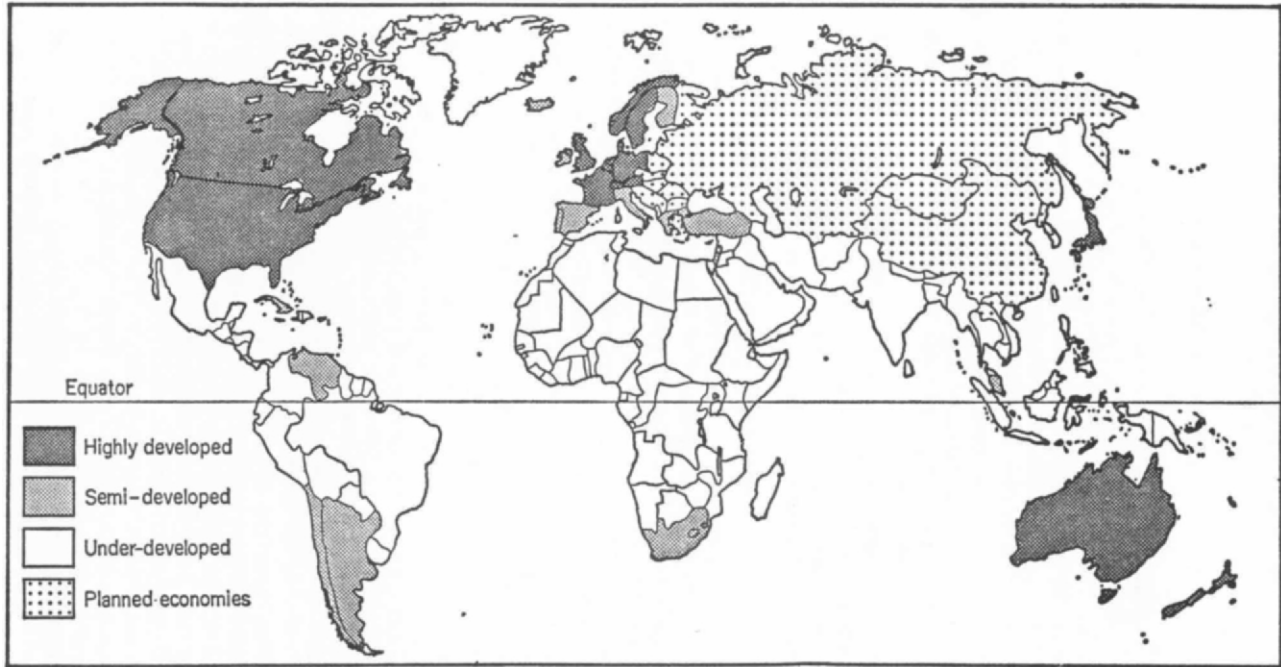 Equator
Highly developed
Semi-developed
Under-developed
Planned economies